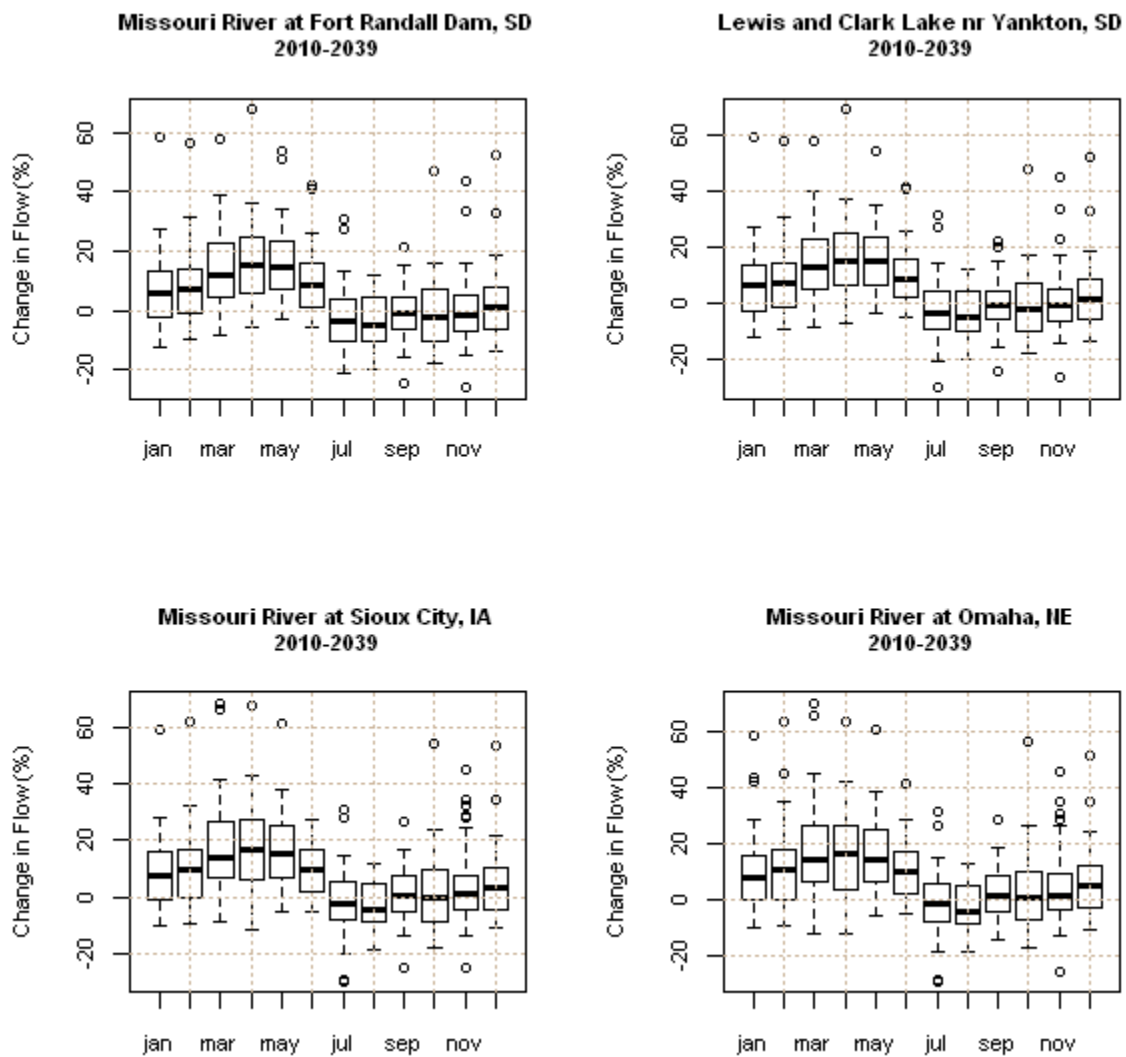 Missouri River at Fort Randall Dam, SD
2010-2039
Change in Flow (%)
60
40
20
0
-20
jan mar may jul sep nov
Lewis and Clark Lake nr Yankton, SD
2010-2039
Change in Flow (%)
60
40
20
0
-20
jan mar may jul sep nov
Missouri River at Sioux City, IA
2010-2039
Change in Flow (%)
60
40
20
0
-20
jan mar may jul sep nov
Missouri River at Omaha, NE
2010-2039
Change in Flow (%)
60
40
20
0
-20
jan mar may jul sep nov